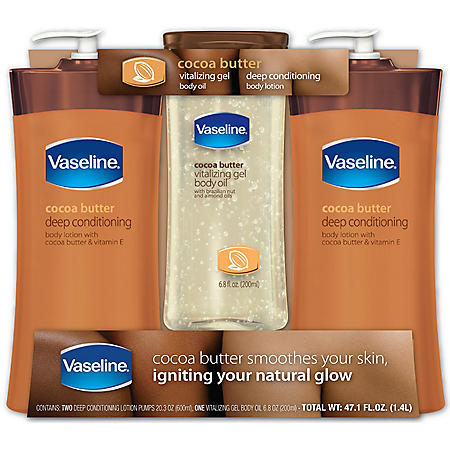 cocoa butter
vitalizing gel
body oil
deep conditioning
body lotion
Vaseline®
cocoa butter
deep conditioning
body lotion with
cocoa butter & vitamin E
Vaseline®
cocoa butter
vitalizing gel
body oil
with brazilian nut
and almond oils
6.8 fl. oz. (200ml)
Vaseline®
cocoa butter
deep conditioning
body lotion with
cocoa butter & vitamin E
Vaseline®
cocoa butter smoothes your skin,
igniting your natural glow
CONTAINS: TWO DEEP CONDITIONING LOTION PUMPS 20.3 OZ (600ml); ONE VITALIZING GEL BODY OIL 6.8 OZ (200ml) - TOTAL WT: 47.1 FL.OZ. (1.4L)